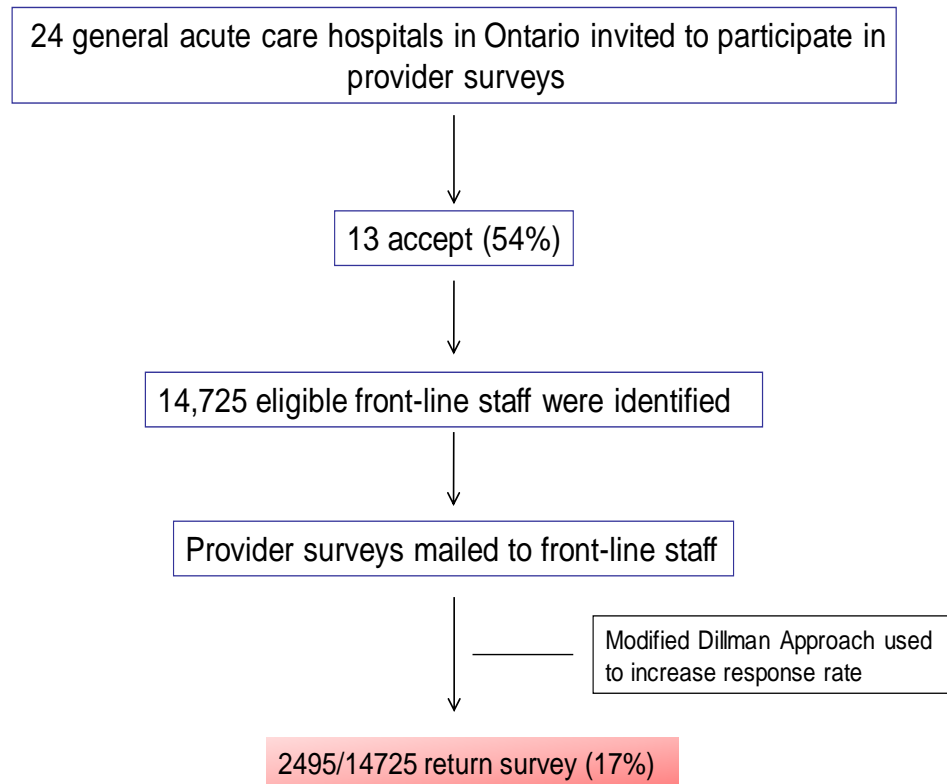 24 general acute care hospitals in Ontario invited to participate in
provider surveys
13 accept (54%)
14,725 eligible front-line staff were identified
Provider surveys mailed to front-line staff
Modified Dillman Approach used
to increase response rate
2495/14725 return survey (17%)